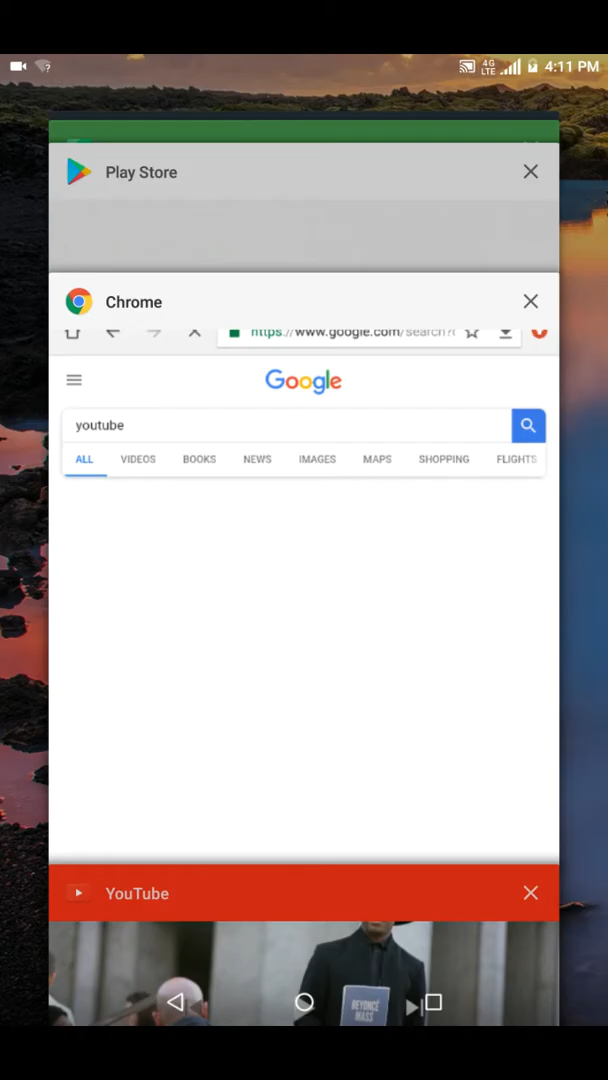 4G
LTE
4:11 PM
Play Store
Chrome
https://www.google.com/search?
Google
youtube
ALL VIDEOS BOOKS NEWS IMAGES MAPS SHOPPING FLIGHTS
YouTube
BEYONCÉ
MASS